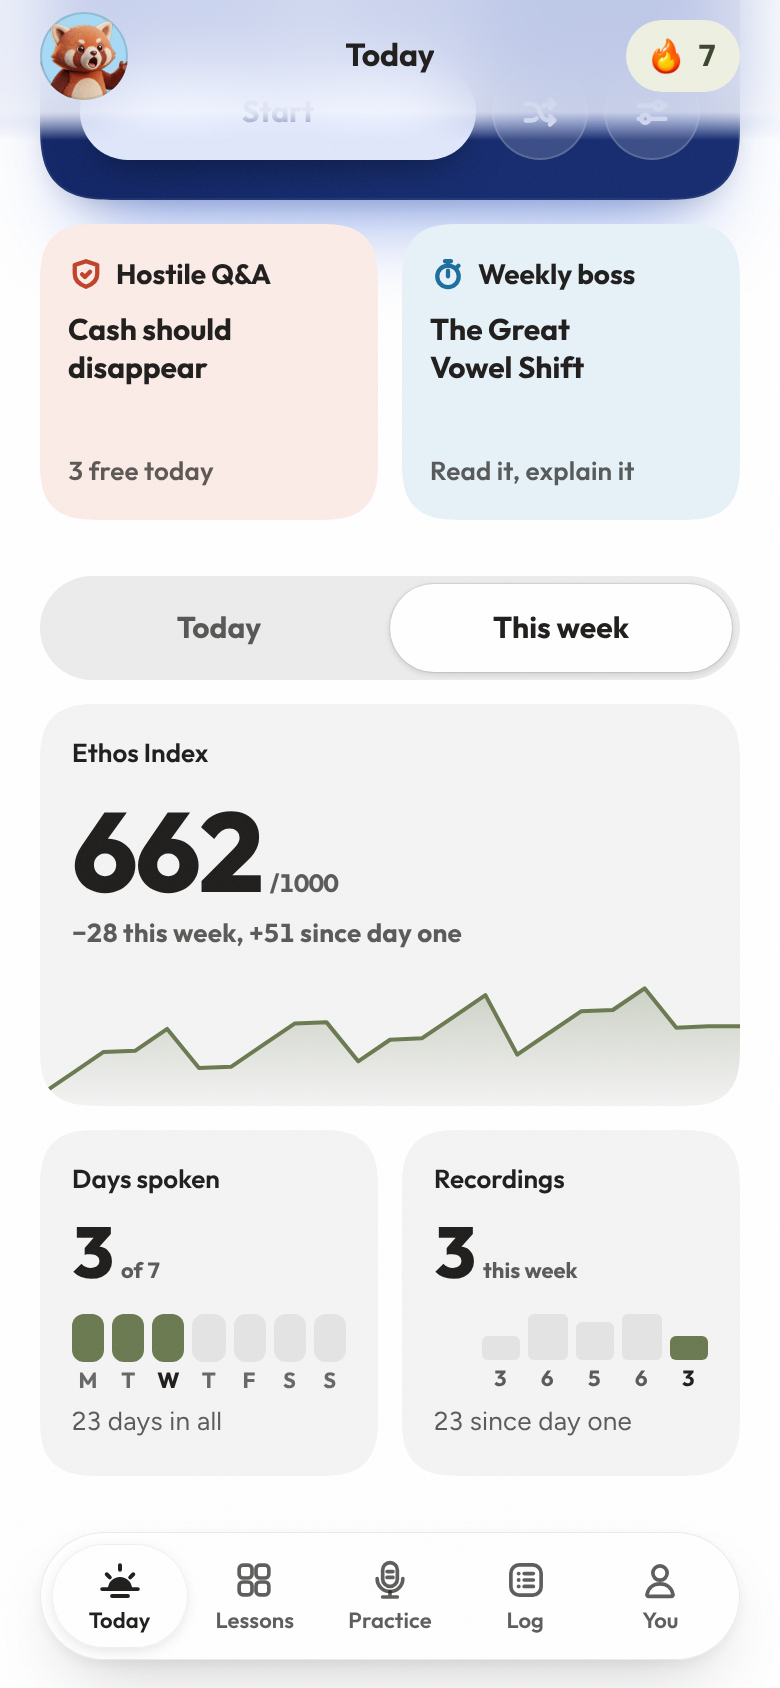 Today
7
Start
Hostile Q&A
Cash should
disappear
3 free today
Weekly boss
The Great
Vowel Shift
Read it, explain it
Today
This week
Ethos Index
662 /1000
−28 this week, +51 since day one
Days spoken
3 of 7
M T W T F S S
23 days in all
Recordings
3 this week
3 6 5 6 3
23 since day one
Today
Lessons
Practice
Log
You